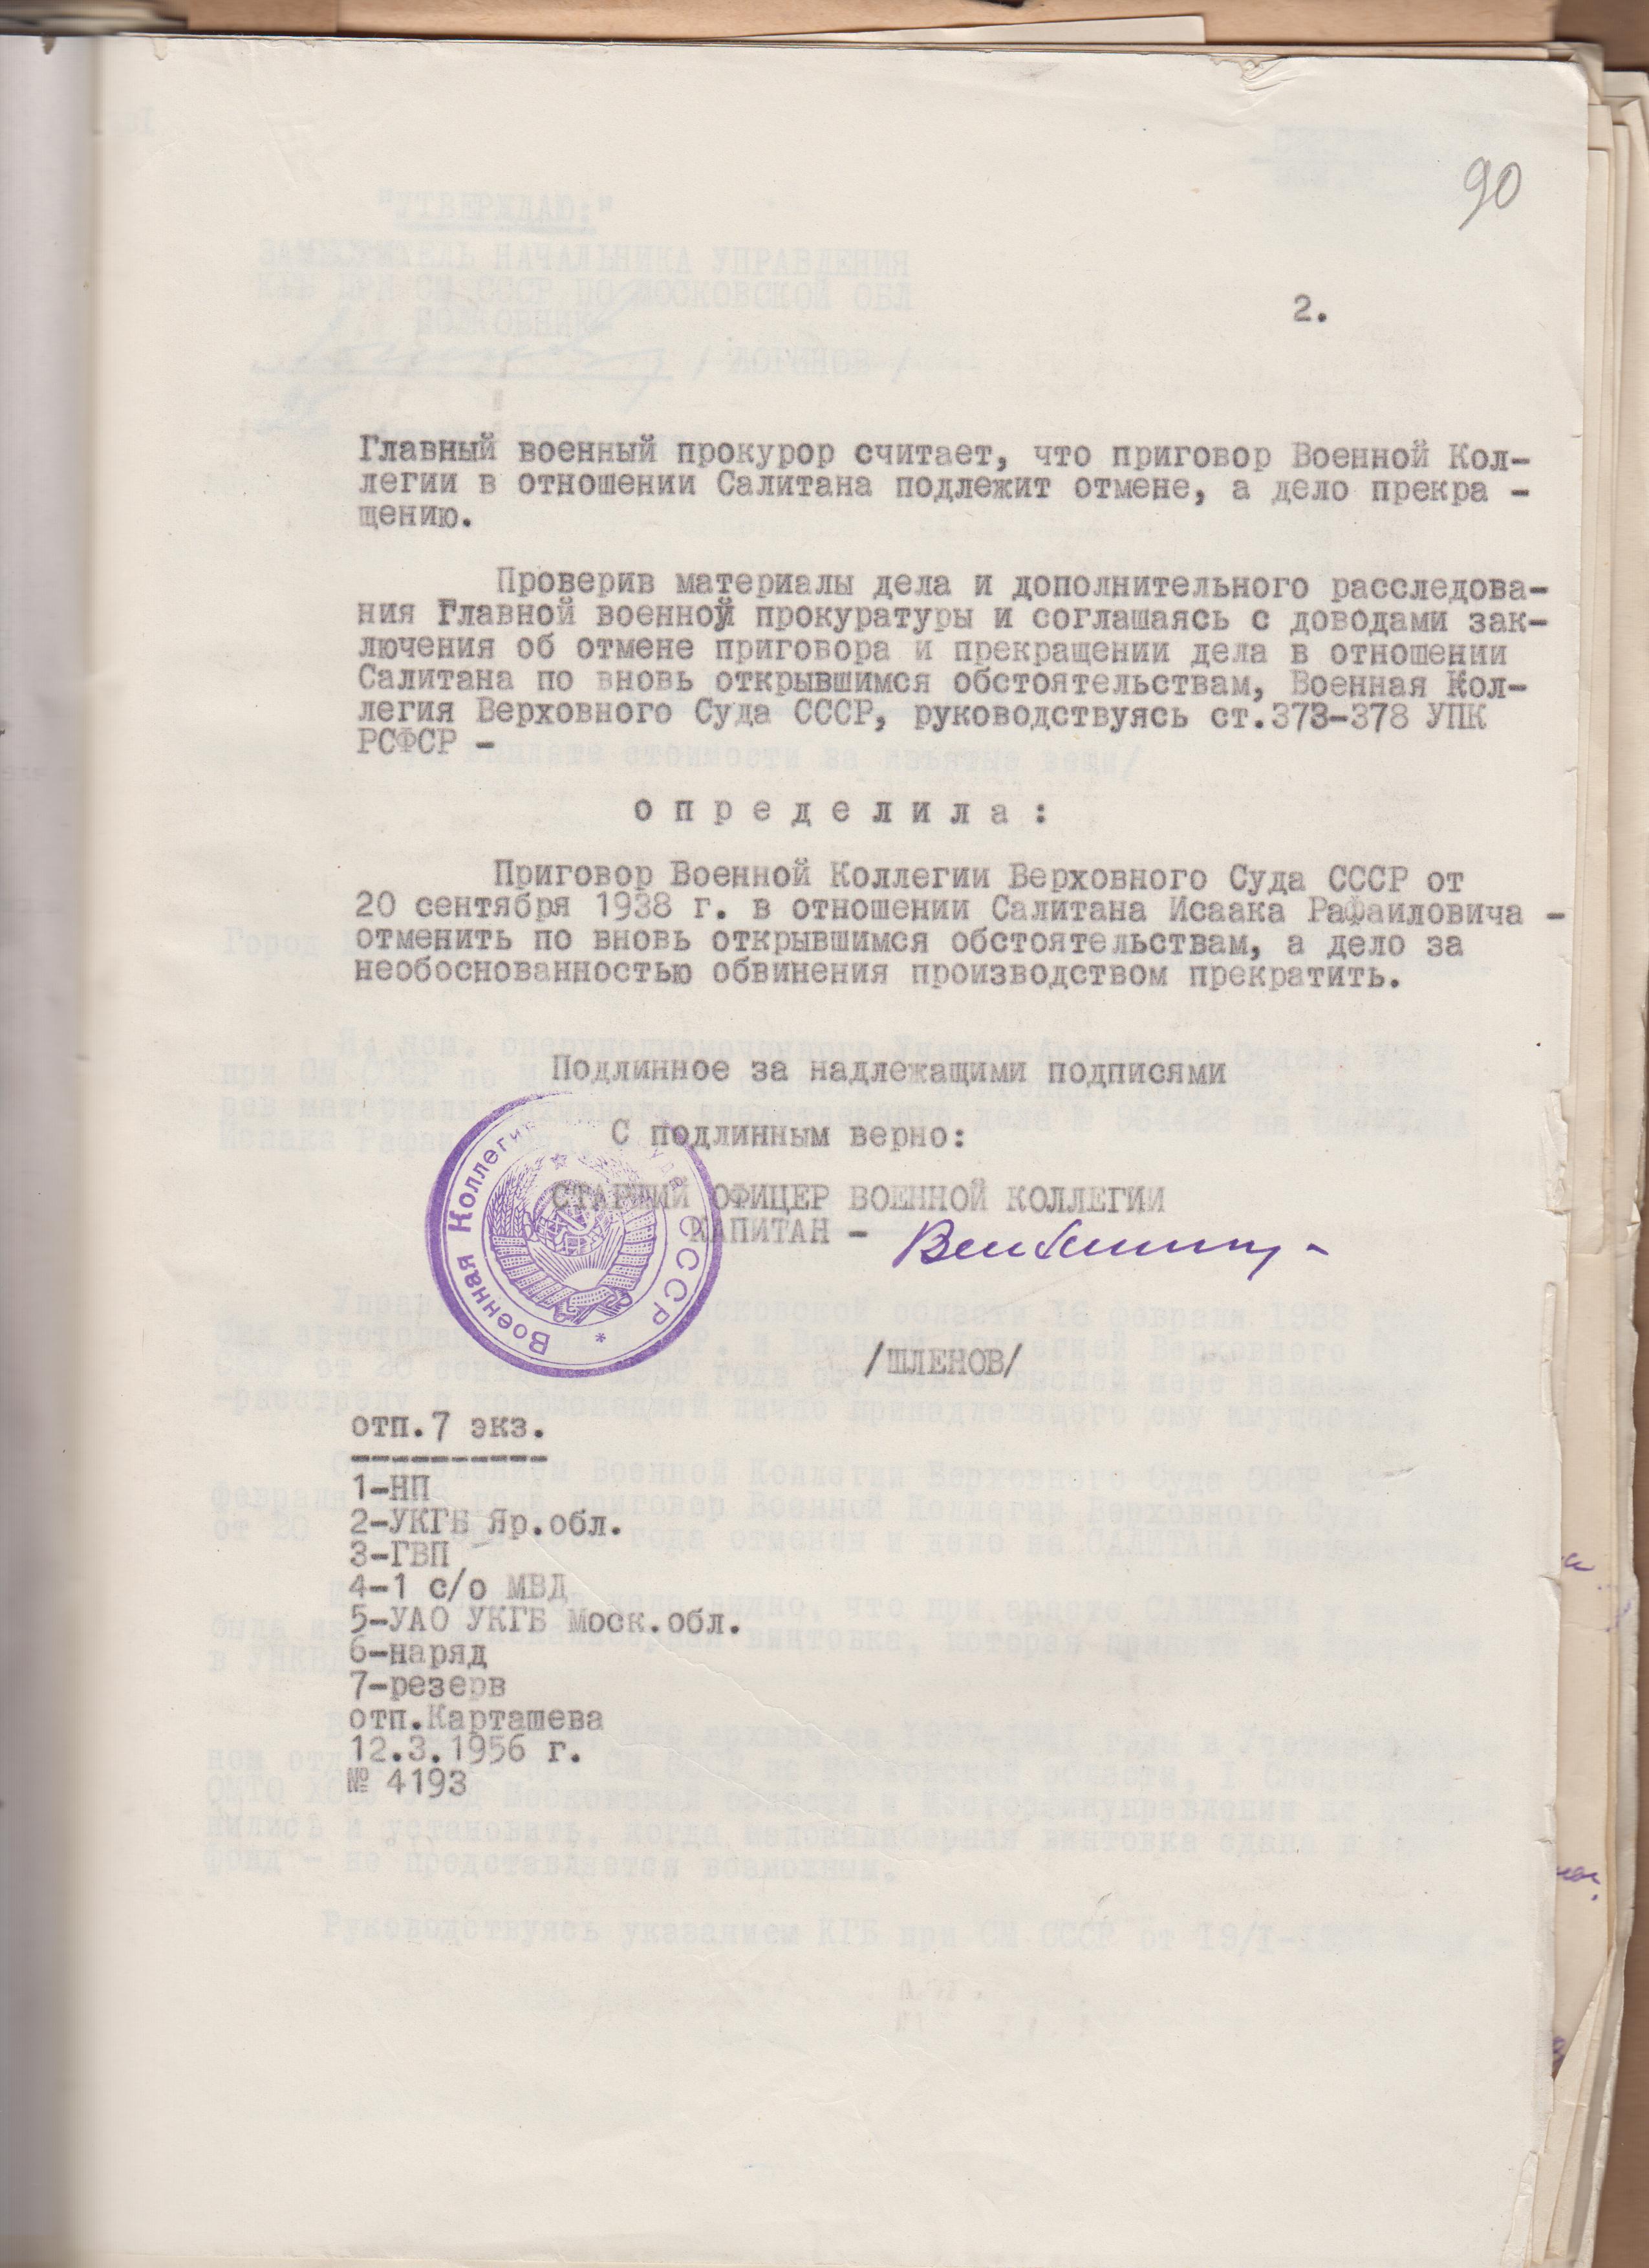 90
2.
Главный военный прокурор считает, что приговор Военной Кол-
легии в отношении Салитана подлежит отмене, а дело прекра -
щению.
Проверив материалы дела и дополнительного расследова-
ния Главной военной прокуратуры и соглашаясь с доводами зак-
лючения об отмене приговора и прекращении дела в отношении
Салитана по вновь открывшимся обстоятельствам, Военная Кол-
легия Верховного Суда СССР, руководствуясь ст.373-378 УПК
РСФСР -
о п р е д е л и л а :
Приговор Военной Коллегии Верховного Суда СССР от
20 сентября 1938 г. в отношении Салитана Исаака Рафаиловича -
отменить по вновь открывшимся обстоятельствам, а дело за
необоснованностью обвинения производством прекратить.
Подлинное за надлежащими подписями
С подлинным верно:
СТАРШИЙ ОФИЦЕР ВОЕННОЙ КОЛЛЕГИИ
КАПИТАН -
Военная Коллегия СССР
/ШЛЕНОВ/
отп.7 экз.
1-НП
2-УКГБ Яр.обл.
3-ГВП
4-1 с/о МВД
5-УАО УКГБ Моск.обл.
6-наряд
7-резерв
отп.Карташева
12.3.1956 г.
№ 4193